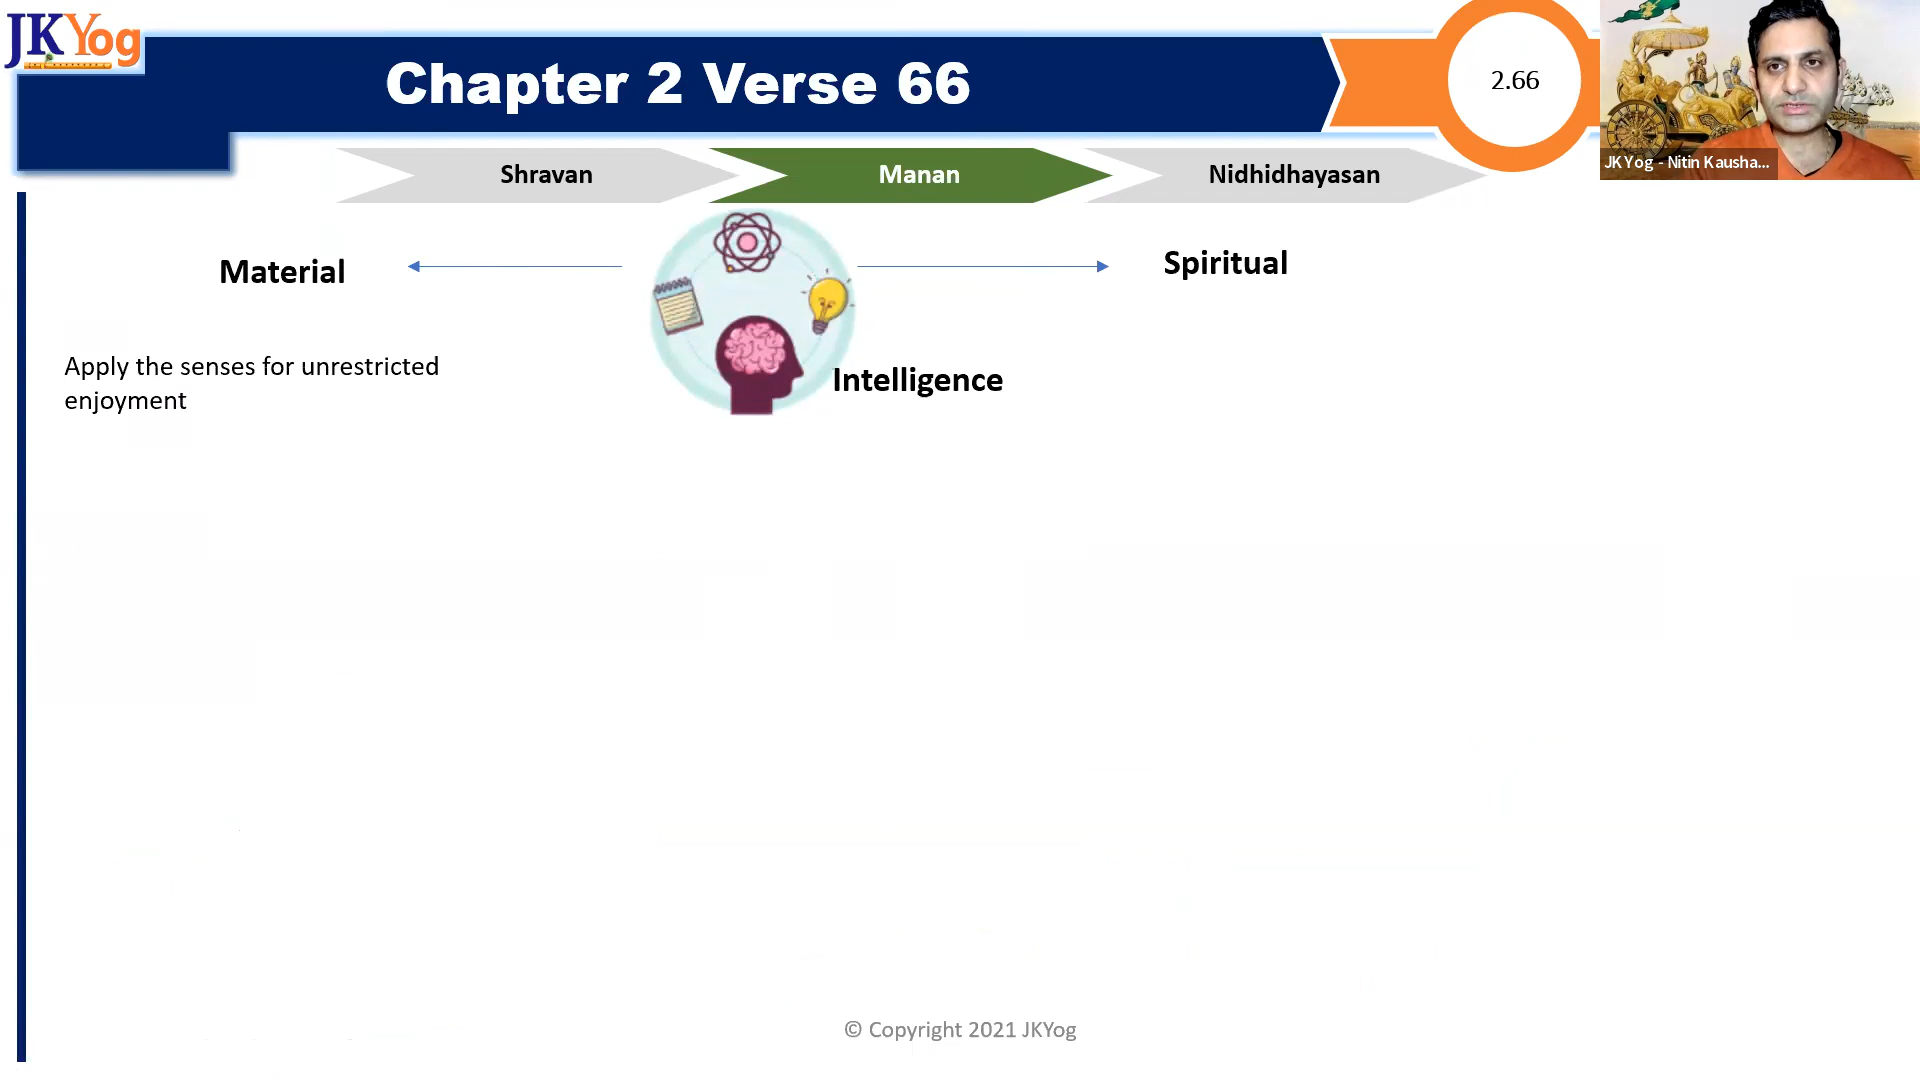 JKYog
Chapter 2 Verse 66
2.66
JK Yog - Nitin Kausha...
Shravan
Manan
Nidhidhayasan
Material
Spiritual
Apply the senses for unrestricted
enjoyment
Intelligence
© Copyright 2021 JKYog